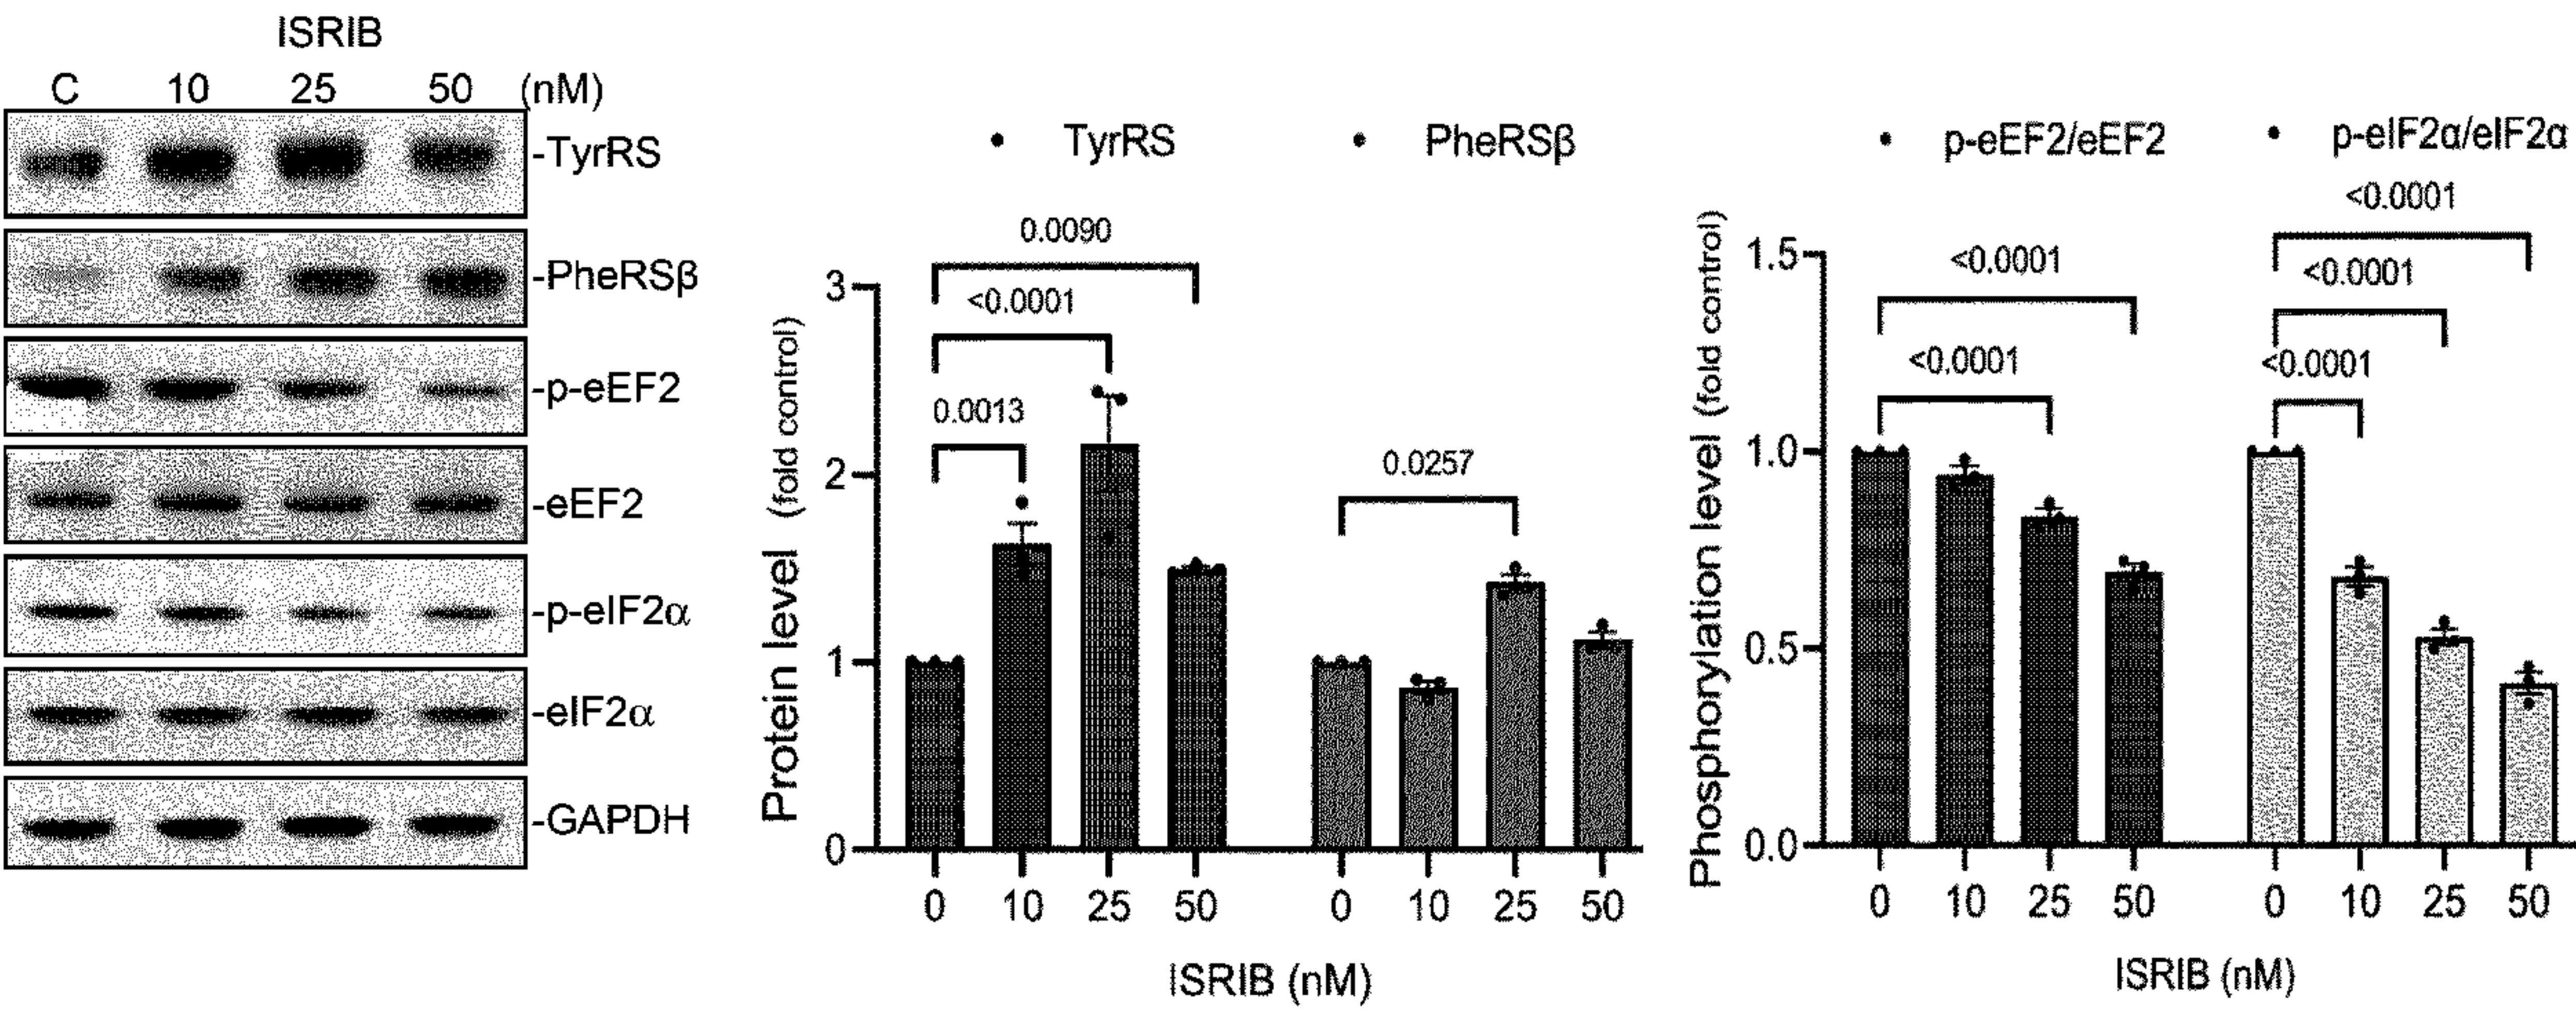 ISRIB
C 10 25 50 (nM)
-TyrRS
-PheRSβ
-p-eEF2
-eEF2
-p-eIF2α
-eIF2α
-GAPDH
TyrRS PheRSβ
Protein level (fold control)
3
2
1
0
0.0090
<0.0001
0.0013
0.0257
0 10 25 50 0 10 25 50
ISRIB (nM)
p-eEF2/eEF2 p-eIF2α/eIF2α
Phosphorylation level (fold control)
1.5
1.0
0.5
0.0
<0.0001
<0.0001
<0.0001
<0.0001
<0.0001
0 10 25 50 0 10 25 50
ISRIB (nM)